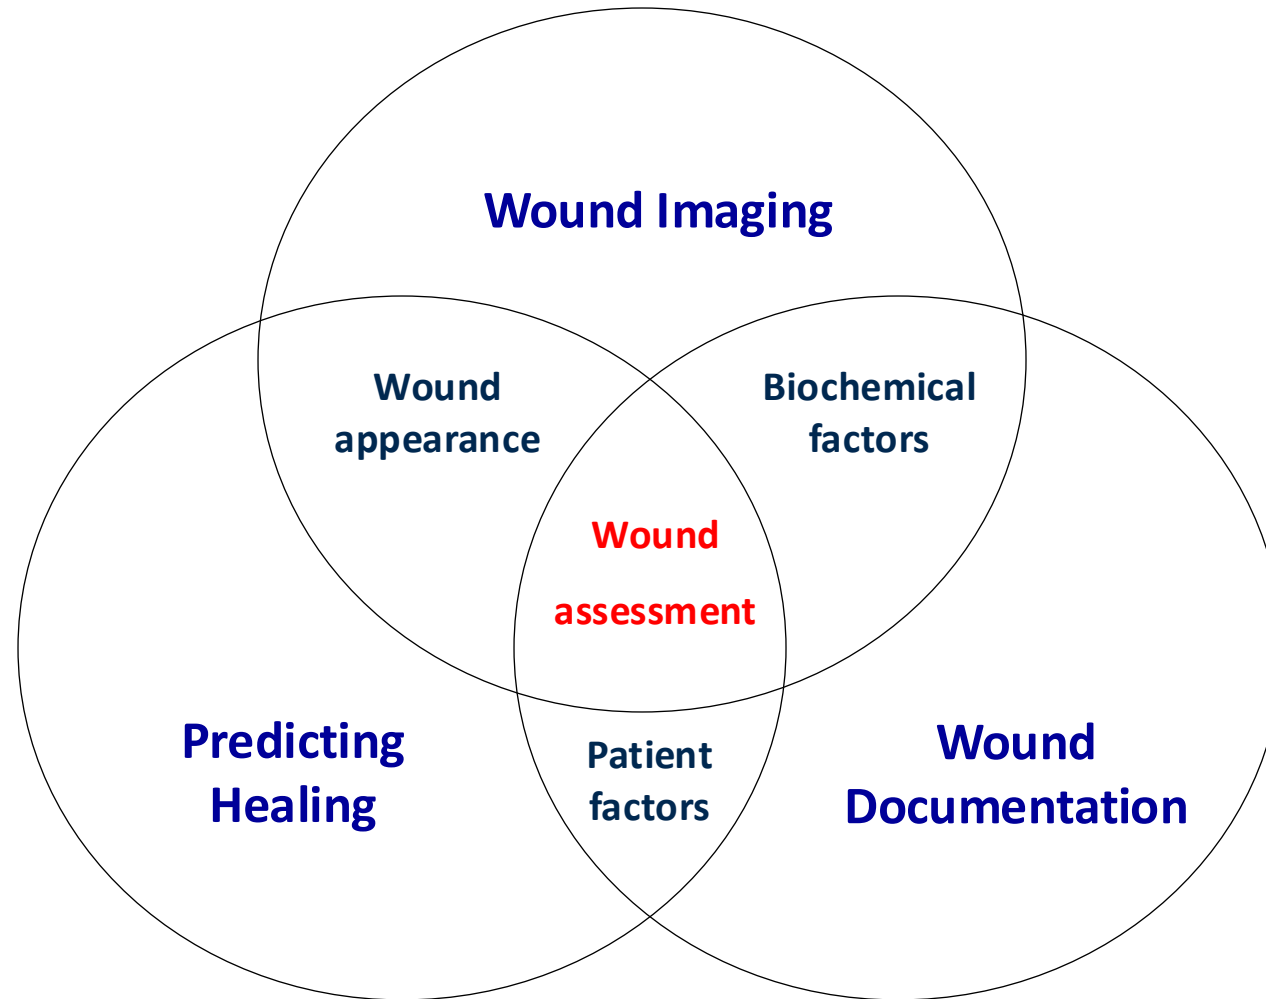 Wound Imaging
Wound
appearance
Biochemical
factors
Wound
assessment
Predicting
Healing
Patient
factors
Wound
Documentation